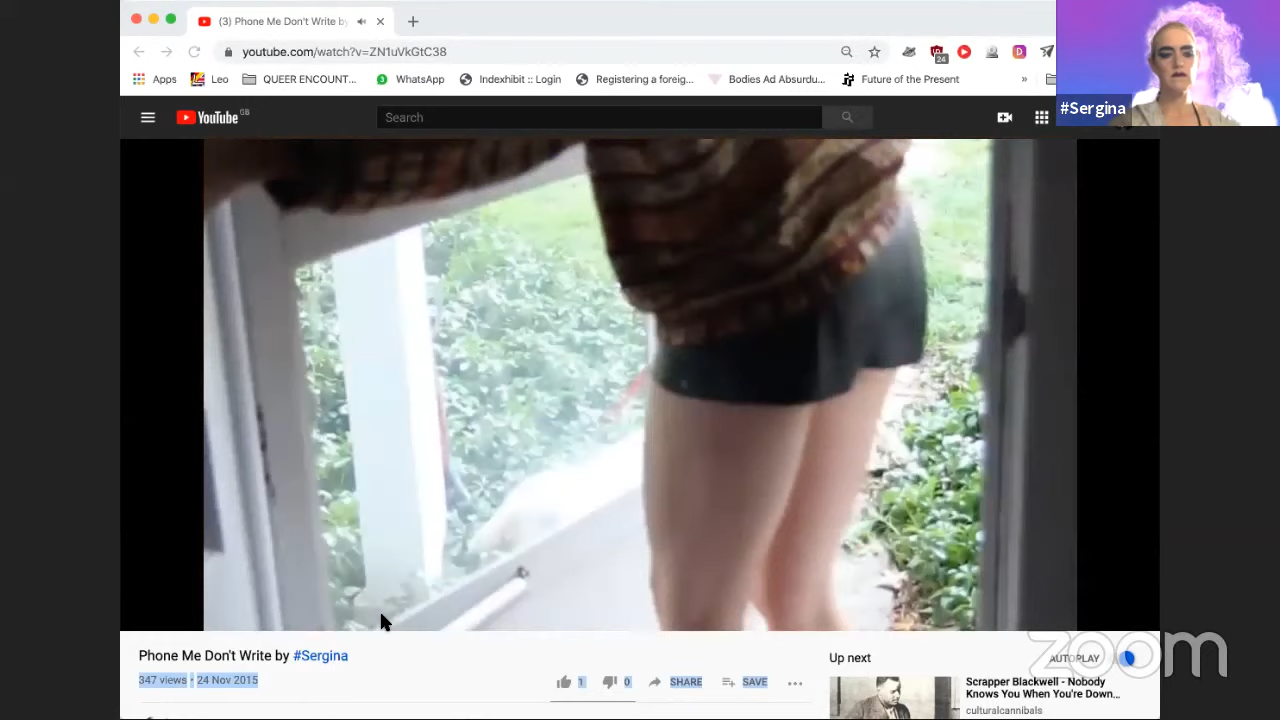 (3) Phone Me Don't Write by
youtube.com/watch?v=ZN1uVkGtC38
24
Apps Leo QUEER ENCOUNT... WhatsApp Indexhibit :: Login Registering a foreig... Bodies Ad Absurdu... Future of the Present »
#Sergina
YouTube GB
Search
Phone Me Don't Write by #Sergina
347 views • 24 Nov 2015
1 0 SHARE SAVE
Up next
AUTOPLAY
zoom
Scrapper Blackwell - Nobody
Knows You When You're Down...
culturalcannibals